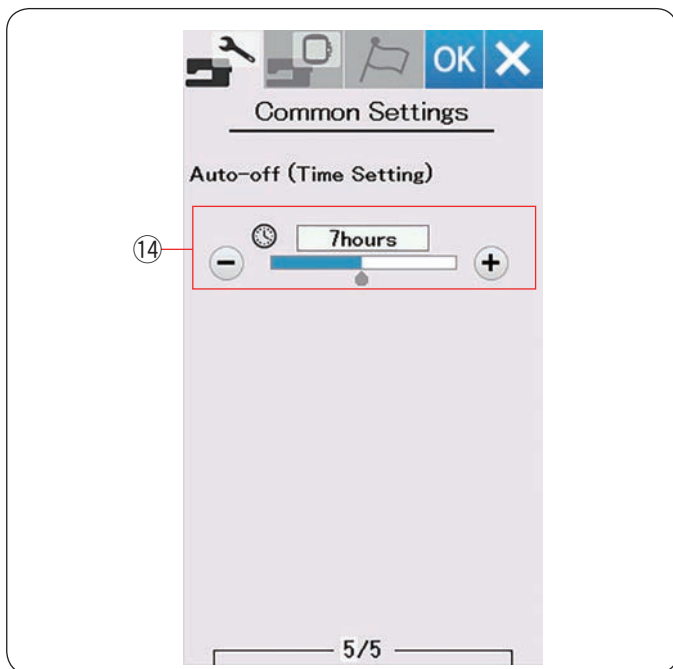 OK X
Common Settings
Auto-off (Time Setting)
⑭
7hours
− +
5/5